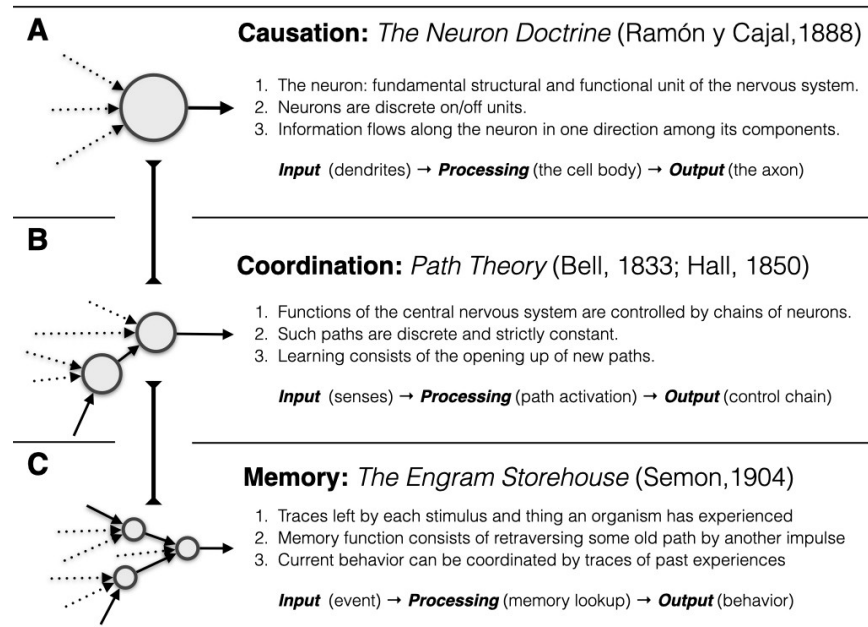 A
Causation: The Neuron Doctrine (Ramón y Cajal,1888)
1. The neuron: fundamental structural and functional unit of the nervous system.
2. Neurons are discrete on/off units.
3. Information flows along the neuron in one direction among its components.
Input (dendrites) → Processing (the cell body) → Output (the axon)
B
Coordination: Path Theory (Bell, 1833; Hall, 1850)
1. Functions of the central nervous system are controlled by chains of neurons.
2. Such paths are discrete and strictly constant.
3. Learning consists of the opening up of new paths.
Input (senses) → Processing (path activation) → Output (control chain)
C
Memory: The Engram Storehouse (Semon,1904)
1. Traces left by each stimulus and thing an organism has experienced
2. Memory function consists of retraversing some old path by another impulse
3. Current behavior can be coordinated by traces of past experiences
Input (event) → Processing (memory lookup) → Output (behavior)